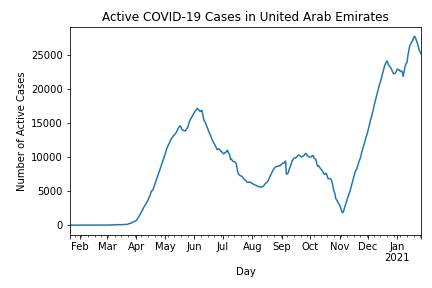 Active COVID-19 Cases in United Arab Emirates
Number of Active Cases
25000
20000
15000
10000
5000
0
Feb Mar Apr May Jun Jul Aug Sep Oct Nov Dec Jan
2021
Day